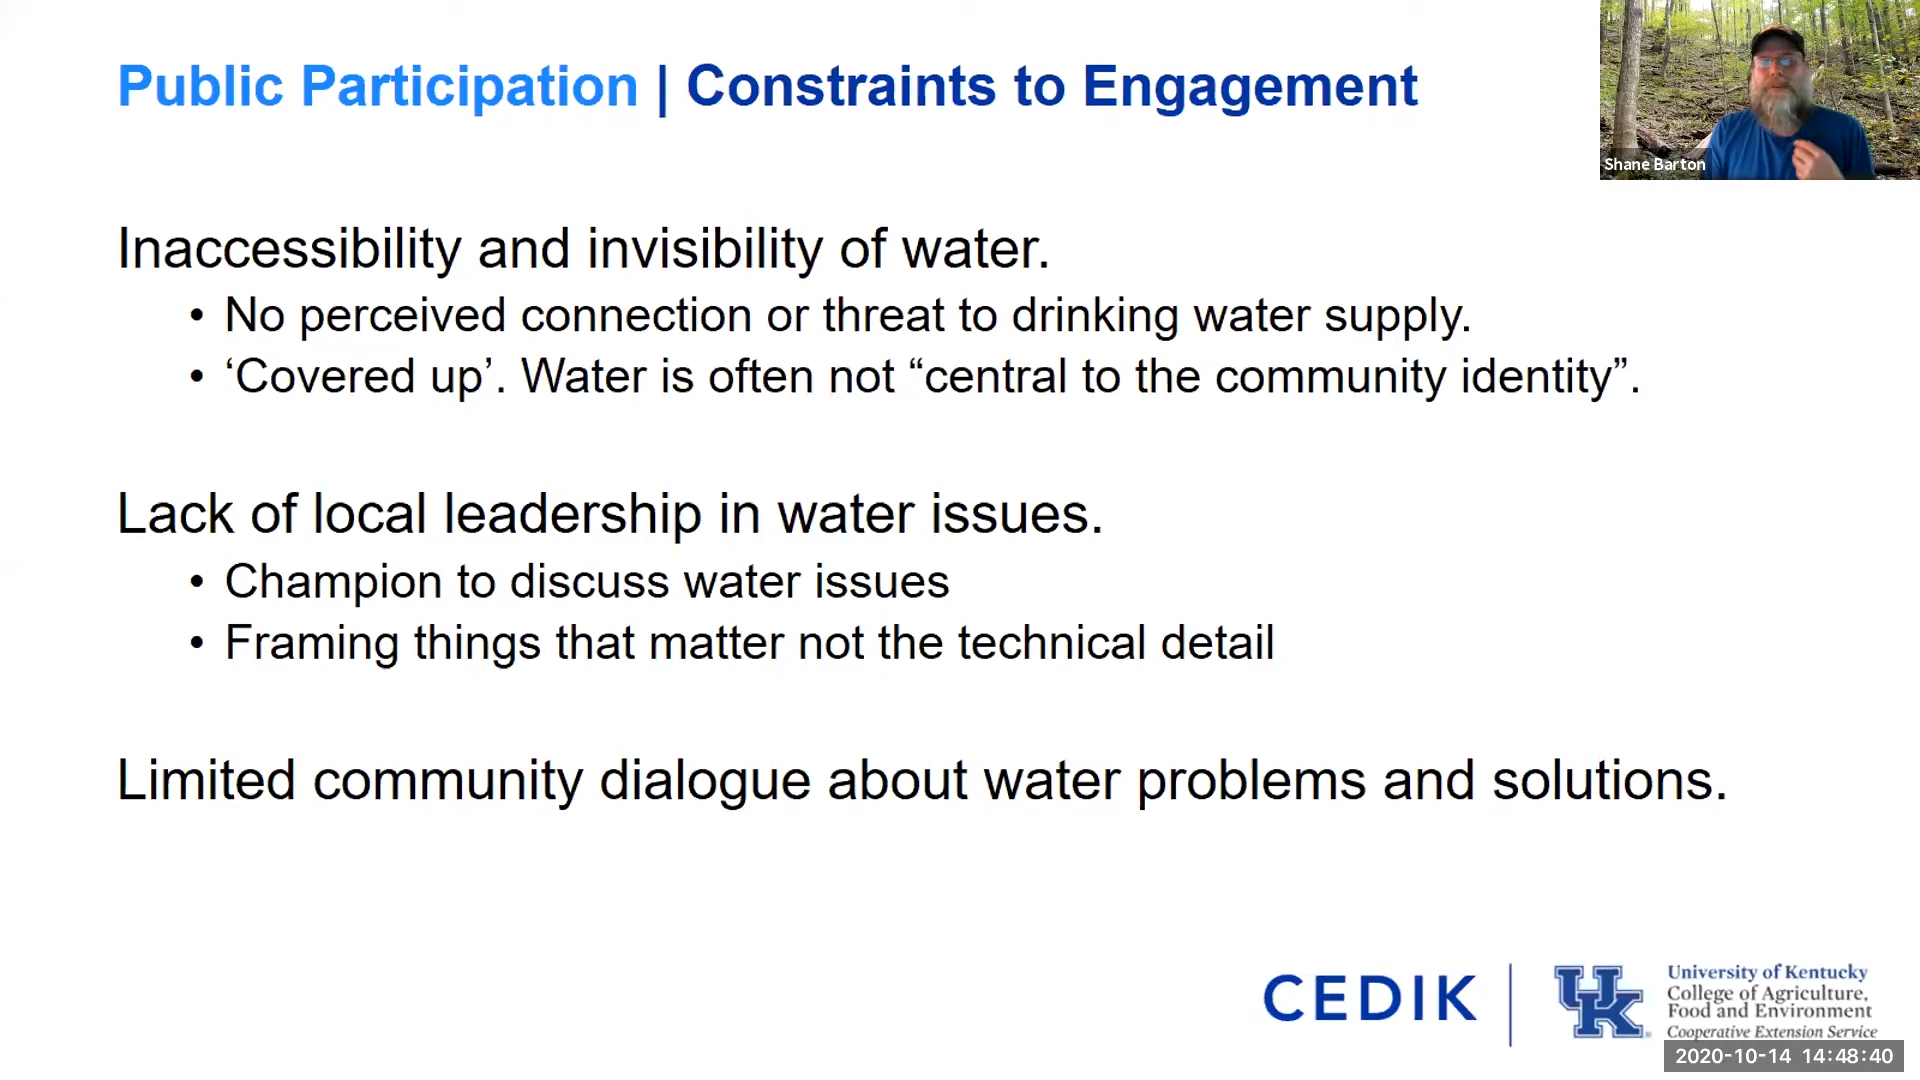 Public Participation | Constraints to Engagement
Shane Barton
Inaccessibility and invisibility of water.
• No perceived connection or threat to drinking water supply.
• ‘Covered up’. Water is often not “central to the community identity”.
Lack of local leadership in water issues.
• Champion to discuss water issues
• Framing things that matter not the technical detail
Limited community dialogue about water problems and solutions.
CEDIK
UK
University of Kentucky
College of Agriculture,
Food and Environment
Cooperative Extension Service
2020-10-14 14:48:40